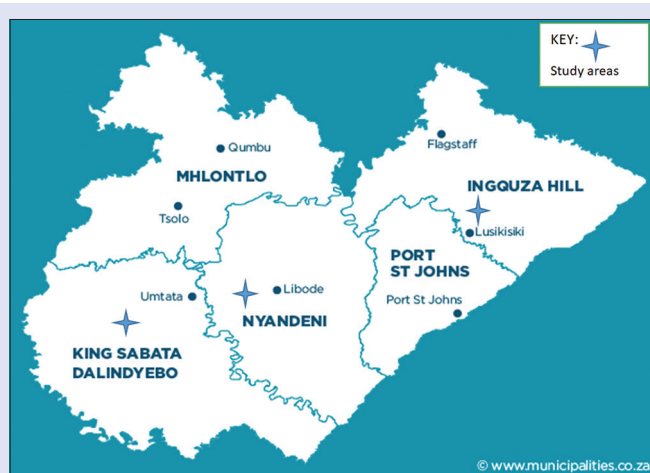 KEY:
Study areas
Qumbu
Flagstaff
MHLONTLO
INGQUZA HILL
Tsolo
Lusikisiki
PORT
ST JOHNS
Umtata
Libode
Port St Johns
NYANDENI
KING SABATA
DALINDYEBO
© www.municipalities.co.za